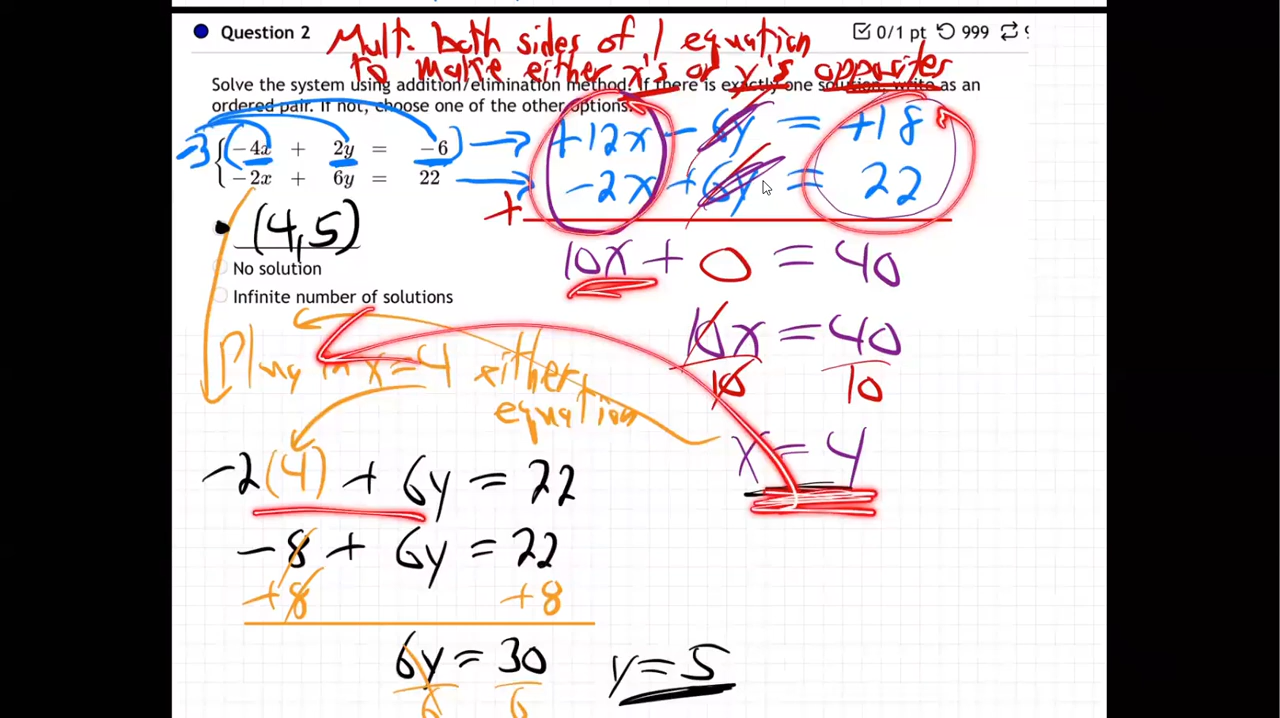 Question 2
0/1 pt 999
Mult. both sides of 1 equation
to make either x's or y's opposites
Solve the system using addition/elimination method. If there is exactly one solution, write as an
ordered pair. If not, choose one of the other options.
-3 (-4x + 2y = -6) → +12x - 6y = +18
-2x + 6y = 22 → -2x + 6y = 22
+
(4,5)
No solution
Infinite number of solutions
10x + 0 = 40
10x = 40
10 10
x = 4
Plug in x=4 either
equation
-2(4) + 6y = 22
-8 + 6y = 22
+8 +8
6y = 30
6 6
y = 5